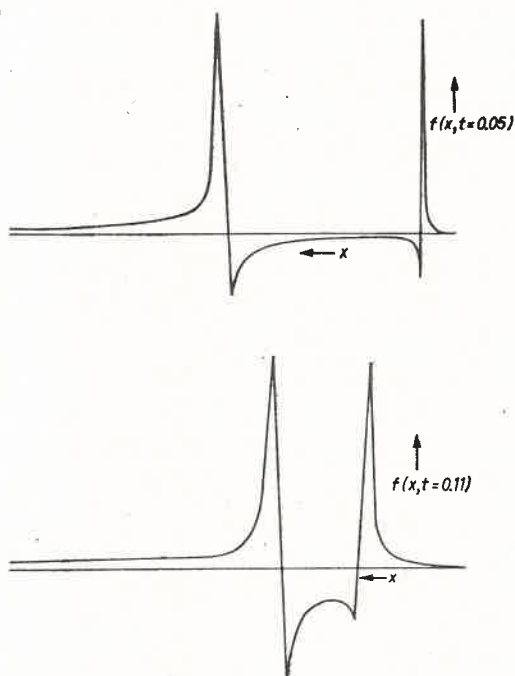 f(x,t=0.05)
x
f(x,t=0.11)
x